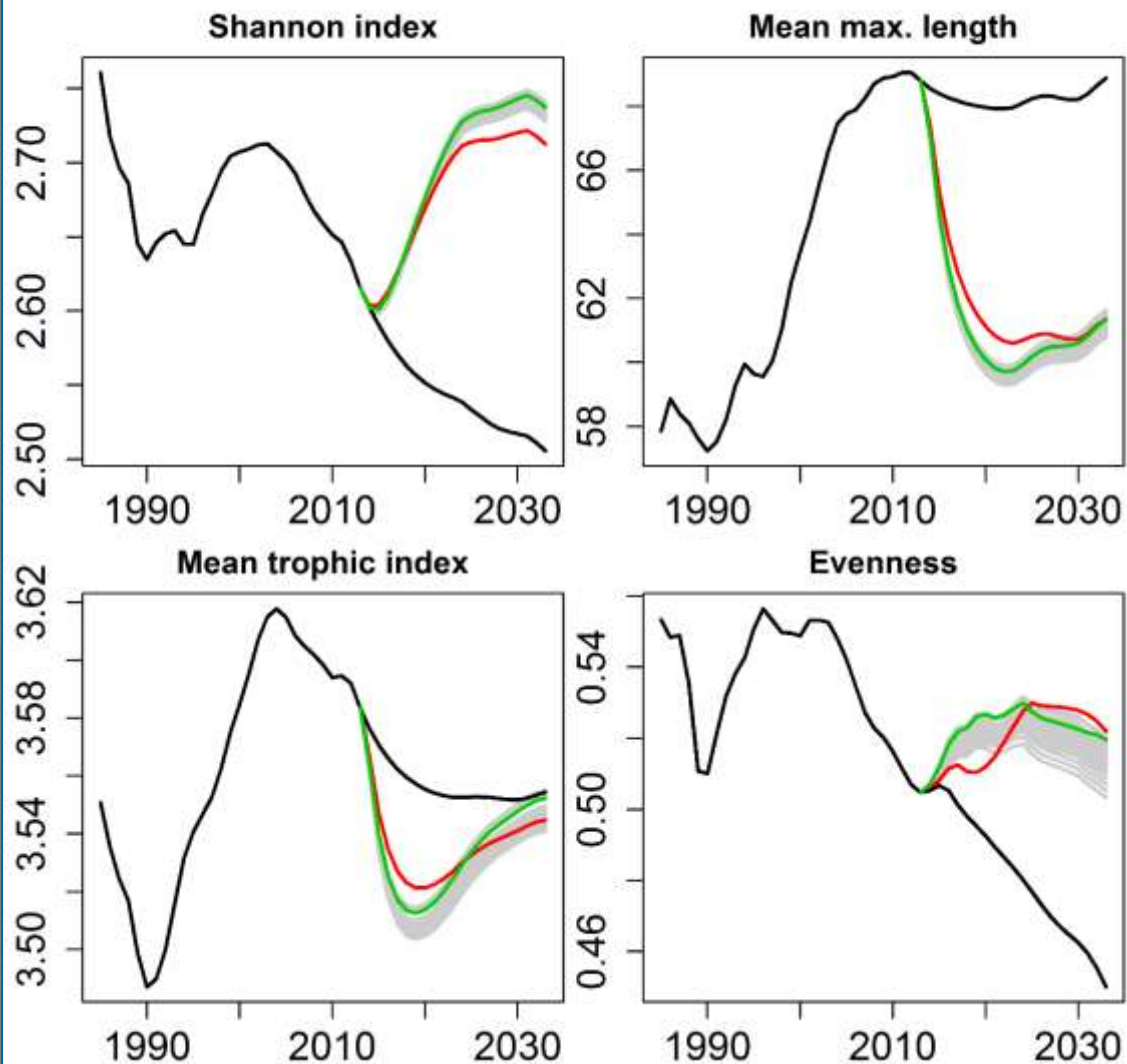 Shannon index
2.70
2.60
2.50
1990 2010 2030
Mean max. length
66
62
58
1990 2010 2030
Mean trophic index
3.62
3.58
3.54
3.50
1990 2010 2030
Evenness
0.54
0.50
0.46
1990 2010 2030